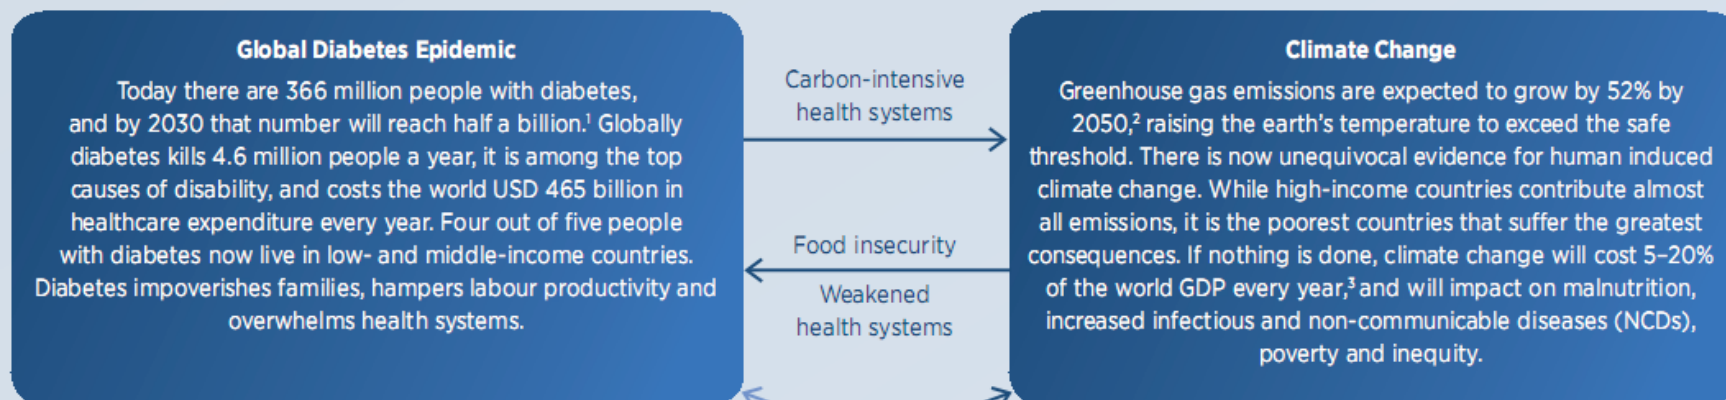 Global Diabetes Epidemic
Today there are 366 million people with diabetes,
and by 2030 that number will reach half a billion.¹ Globally
diabetes kills 4.6 million people a year, it is among the top
causes of disability, and costs the world USD 465 billion in
healthcare expenditure every year. Four out of five people
with diabetes now live in low- and middle-income countries.
Diabetes impoverishes families, hampers labour productivity and
overwhelms health systems.
Carbon-intensive
health systems
Food insecurity
Weakened
health systems
Climate Change
Greenhouse gas emissions are expected to grow by 52% by
2050,² raising the earth's temperature to exceed the safe
threshold. There is now unequivocal evidence for human induced
climate change. While high-income countries contribute almost
all emissions, it is the poorest countries that suffer the greatest
consequences. If nothing is done, climate change will cost 5–20%
of the world GDP every year,³ and will impact on malnutrition,
increased infectious and non-communicable diseases (NCDs),
poverty and inequity.